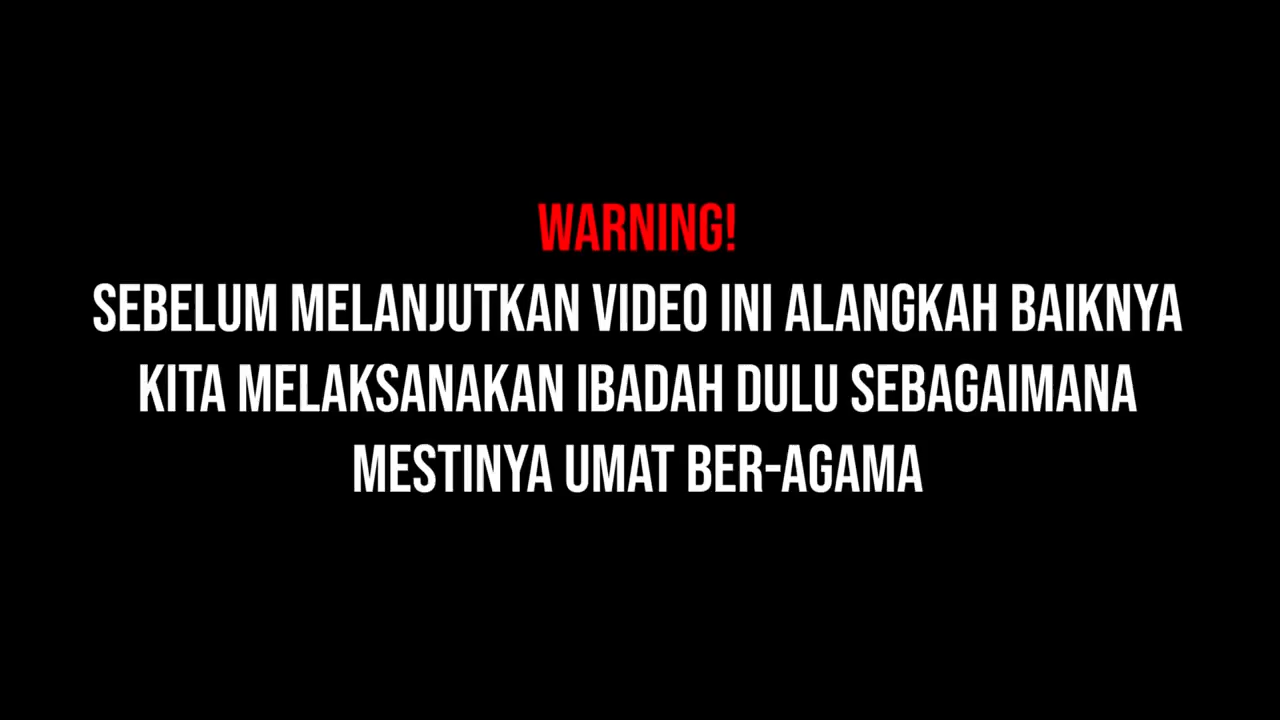 WARNING!
SEBELUM MELANJUTKAN VIDEO INI ALANGKAH BAIKNYA
KITA MELAKSANAKAN IBADAH DULU SEBAGAIMANA
MESTINYA UMAT BER-AGAMA